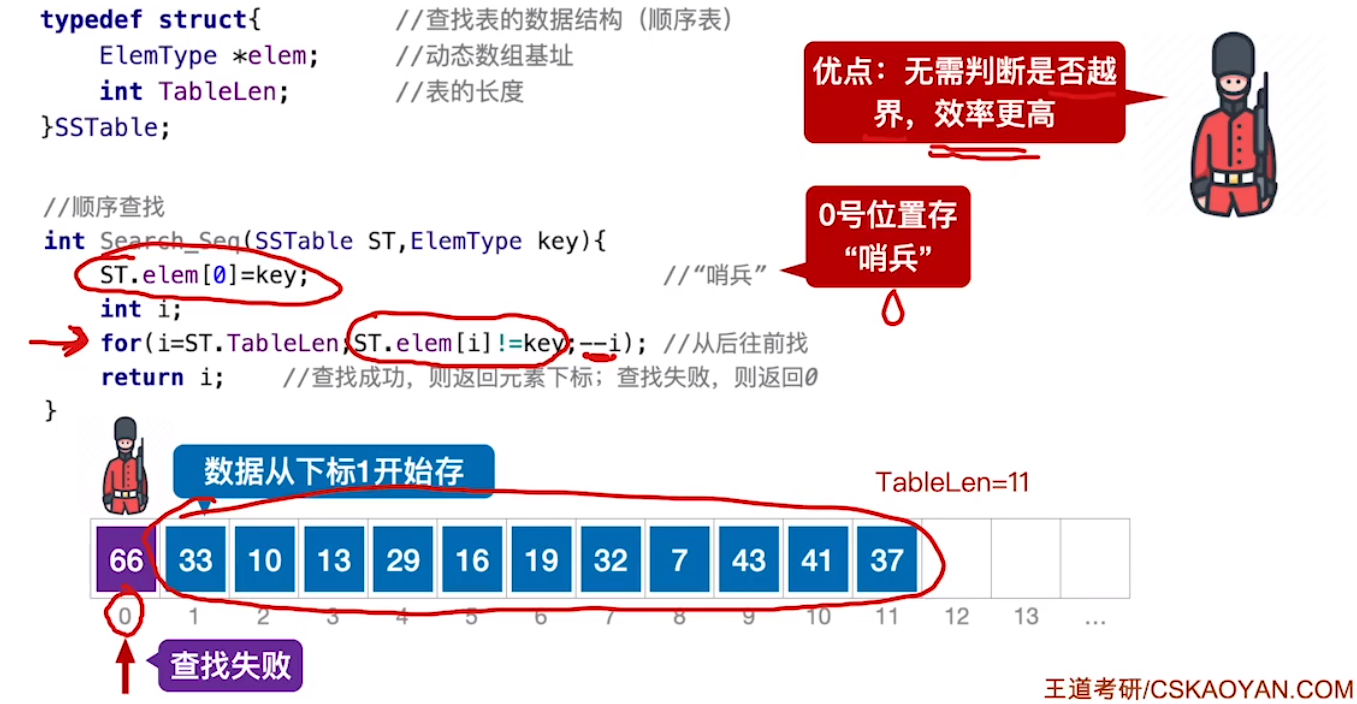 typedef struct{ //查找表的数据结构（顺序表）
ElemType *elem; //动态数组基址
int TableLen; //表的长度
}SSTable;
优点：无需判断是否越
界，效率更高
//顺序查找
int Search_Seq(SSTable ST,ElemType key){
ST.elem[0]=key; //“哨兵”
0号位置存
“哨兵”
int i;
for(i=ST.TableLen;ST.elem[i]!=key;--i); //从后往前找
return i; //查找成功，则返回元素下标；查找失败，则返回0
}
数据从下标1开始存
TableLen=11
66 33 10 13 29 16 19 32 7 43 41 37
0 1 2 3 4 5 6 7 8 9 10 11 12 13 ...
查找失败
王道考研/CSKAOYAN.COM